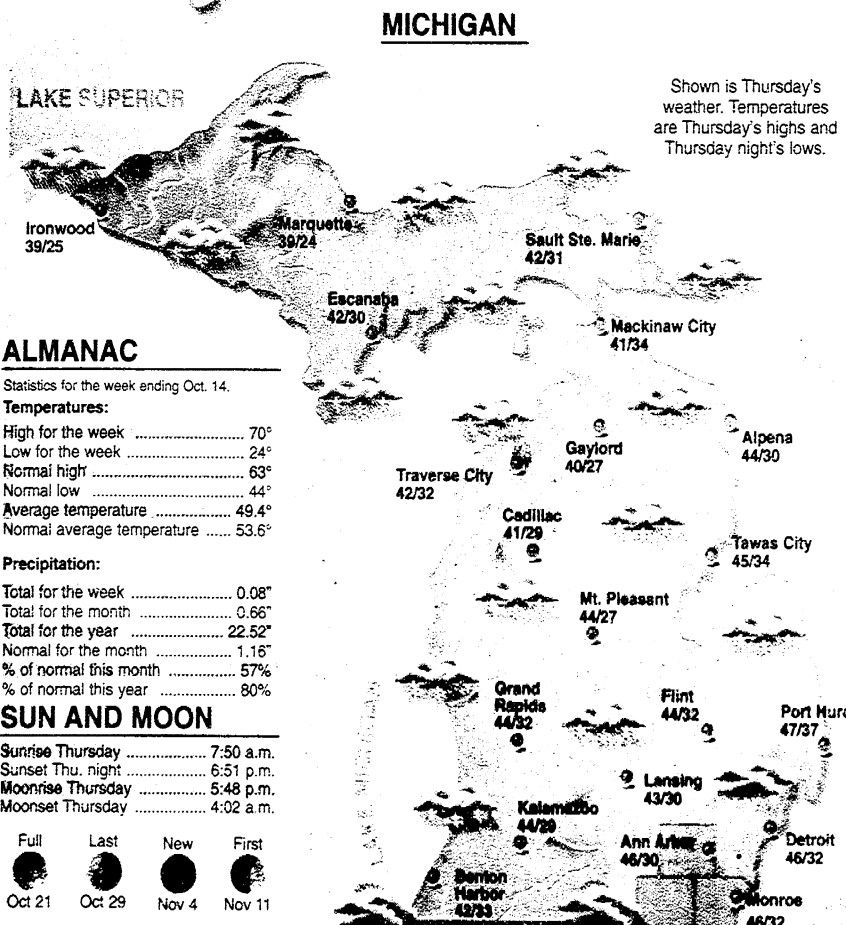 MICHIGAN
LAKE SUPERIOR
Shown is Thursday's
weather. Temperatures
are Thursday's highs and
Thursday night's lows.
Ironwood
39/25
Marquette
39/24
Sault Ste. Marie
42/31
Escanaba
42/30
Mackinaw City
41/34
ALMANAC
Statistics for the week ending Oct. 14.
Temperatures:
High for the week .......................... 70°
Low for the week .......................... 24°
Normal high ................................. 63°
Normal low ................................. 44°
Average temperature .................. 49.4°
Normal average temperature ...... 53.6°
Precipitation:
Total for the week ...................... 0.08"
Total for the month .................... 0.66"
Total for the year ...................... 22.52"
Normal for the month ................. 1.16"
% of normal this month ............... 57%
% of normal this year ................. 80%
SUN AND MOON
Sunrise Thursday .................. 7:50 a.m.
Sunset Thu. night .................. 6:51 p.m.
Moonrise Thursday ............... 5:48 p.m.
Moonset Thursday ................ 4:02 a.m.
Full Last New First
Oct 21 Oct 29 Nov 4 Nov 11
Gaylord
40/27
Alpena
44/30
Traverse City
42/32
Cadillac
41/29
Tawas City
45/34
Mt. Pleasant
44/27
Grand
Rapids
44/32
Flint
44/32
Port Hur
47/37
Lansing
43/30
Kalamazoo
44/29
Ann Arbor
46/30
Detroit
46/32
Benton
Harbor
42/33
Monroe
46/32